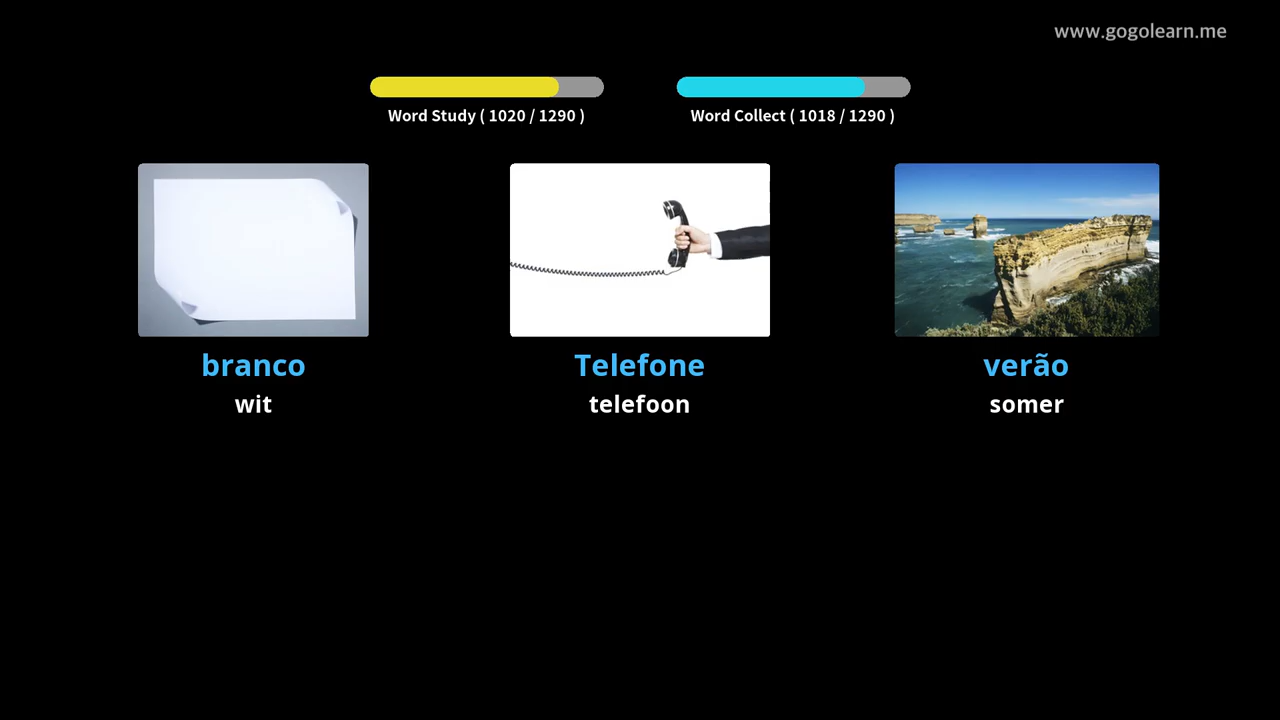 www.gogolearn.me
Word Study ( 1020 / 1290 )
Word Collect ( 1018 / 1290 )
branco
wit
Telefone
telefoon
verão
somer